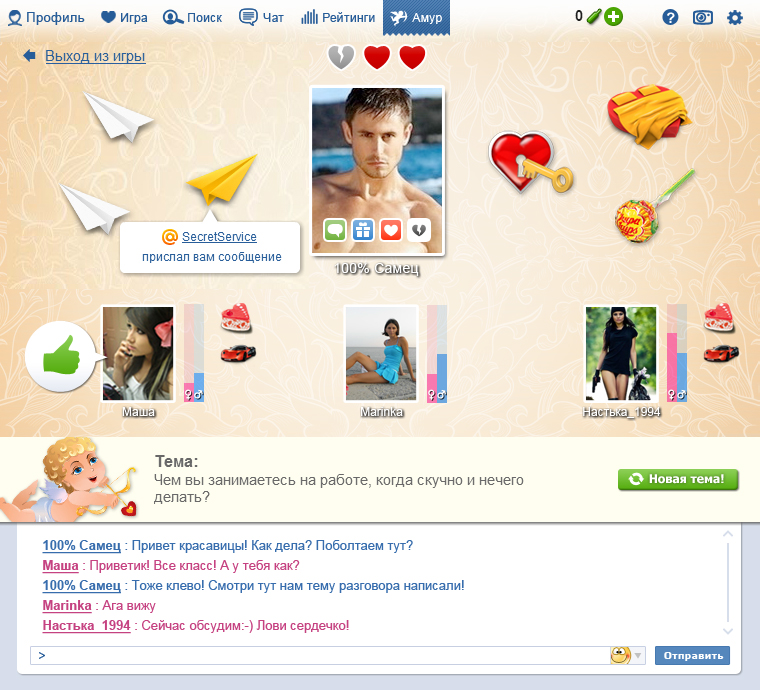 Профиль
Игра
Поиск
Чат
Рейтинги
Амур
0
Выход из игры
SecretService
прислал вам сообщение
Chupa Chups
100% Самец
Маша
Marinka
Настька_1994
Тема:
Чем вы занимаетесь на работе, когда скучно и нечего
делать?
Новая тема!
100% Самец : Привет красавицы! Как дела? Поболтаем тут?
Маша : Приветик! Все класс! А у тебя как?
100% Самец : Тоже клево! Смотри тут нам тему разговора написали!
Marinka : Ага вижу
Настька_1994 : Сейчас обсудим:-) Лови сердечко!
>
Отправить